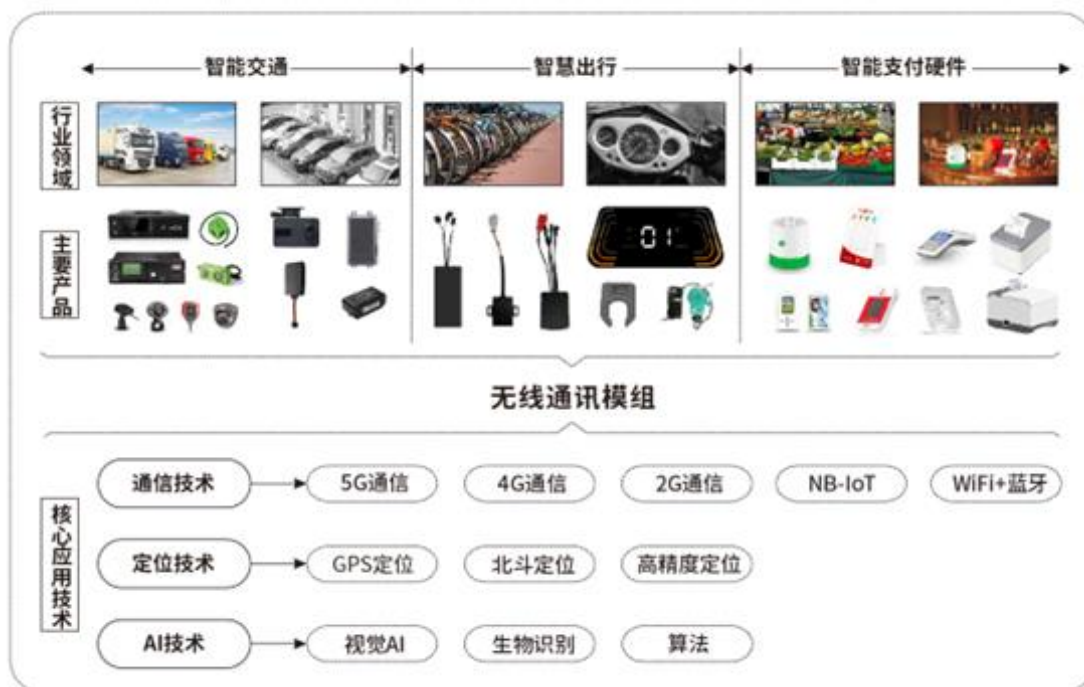 智能交通
智慧出行
智能支付硬件
行业领域
主要产品
01
无线通讯模组
核心应用技术
通信技术
5G通信
4G通信
2G通信
NB-IoT
WiFi+蓝牙
定位技术
GPS定位
北斗定位
高精度定位
AI技术
视觉AI
生物识别
算法